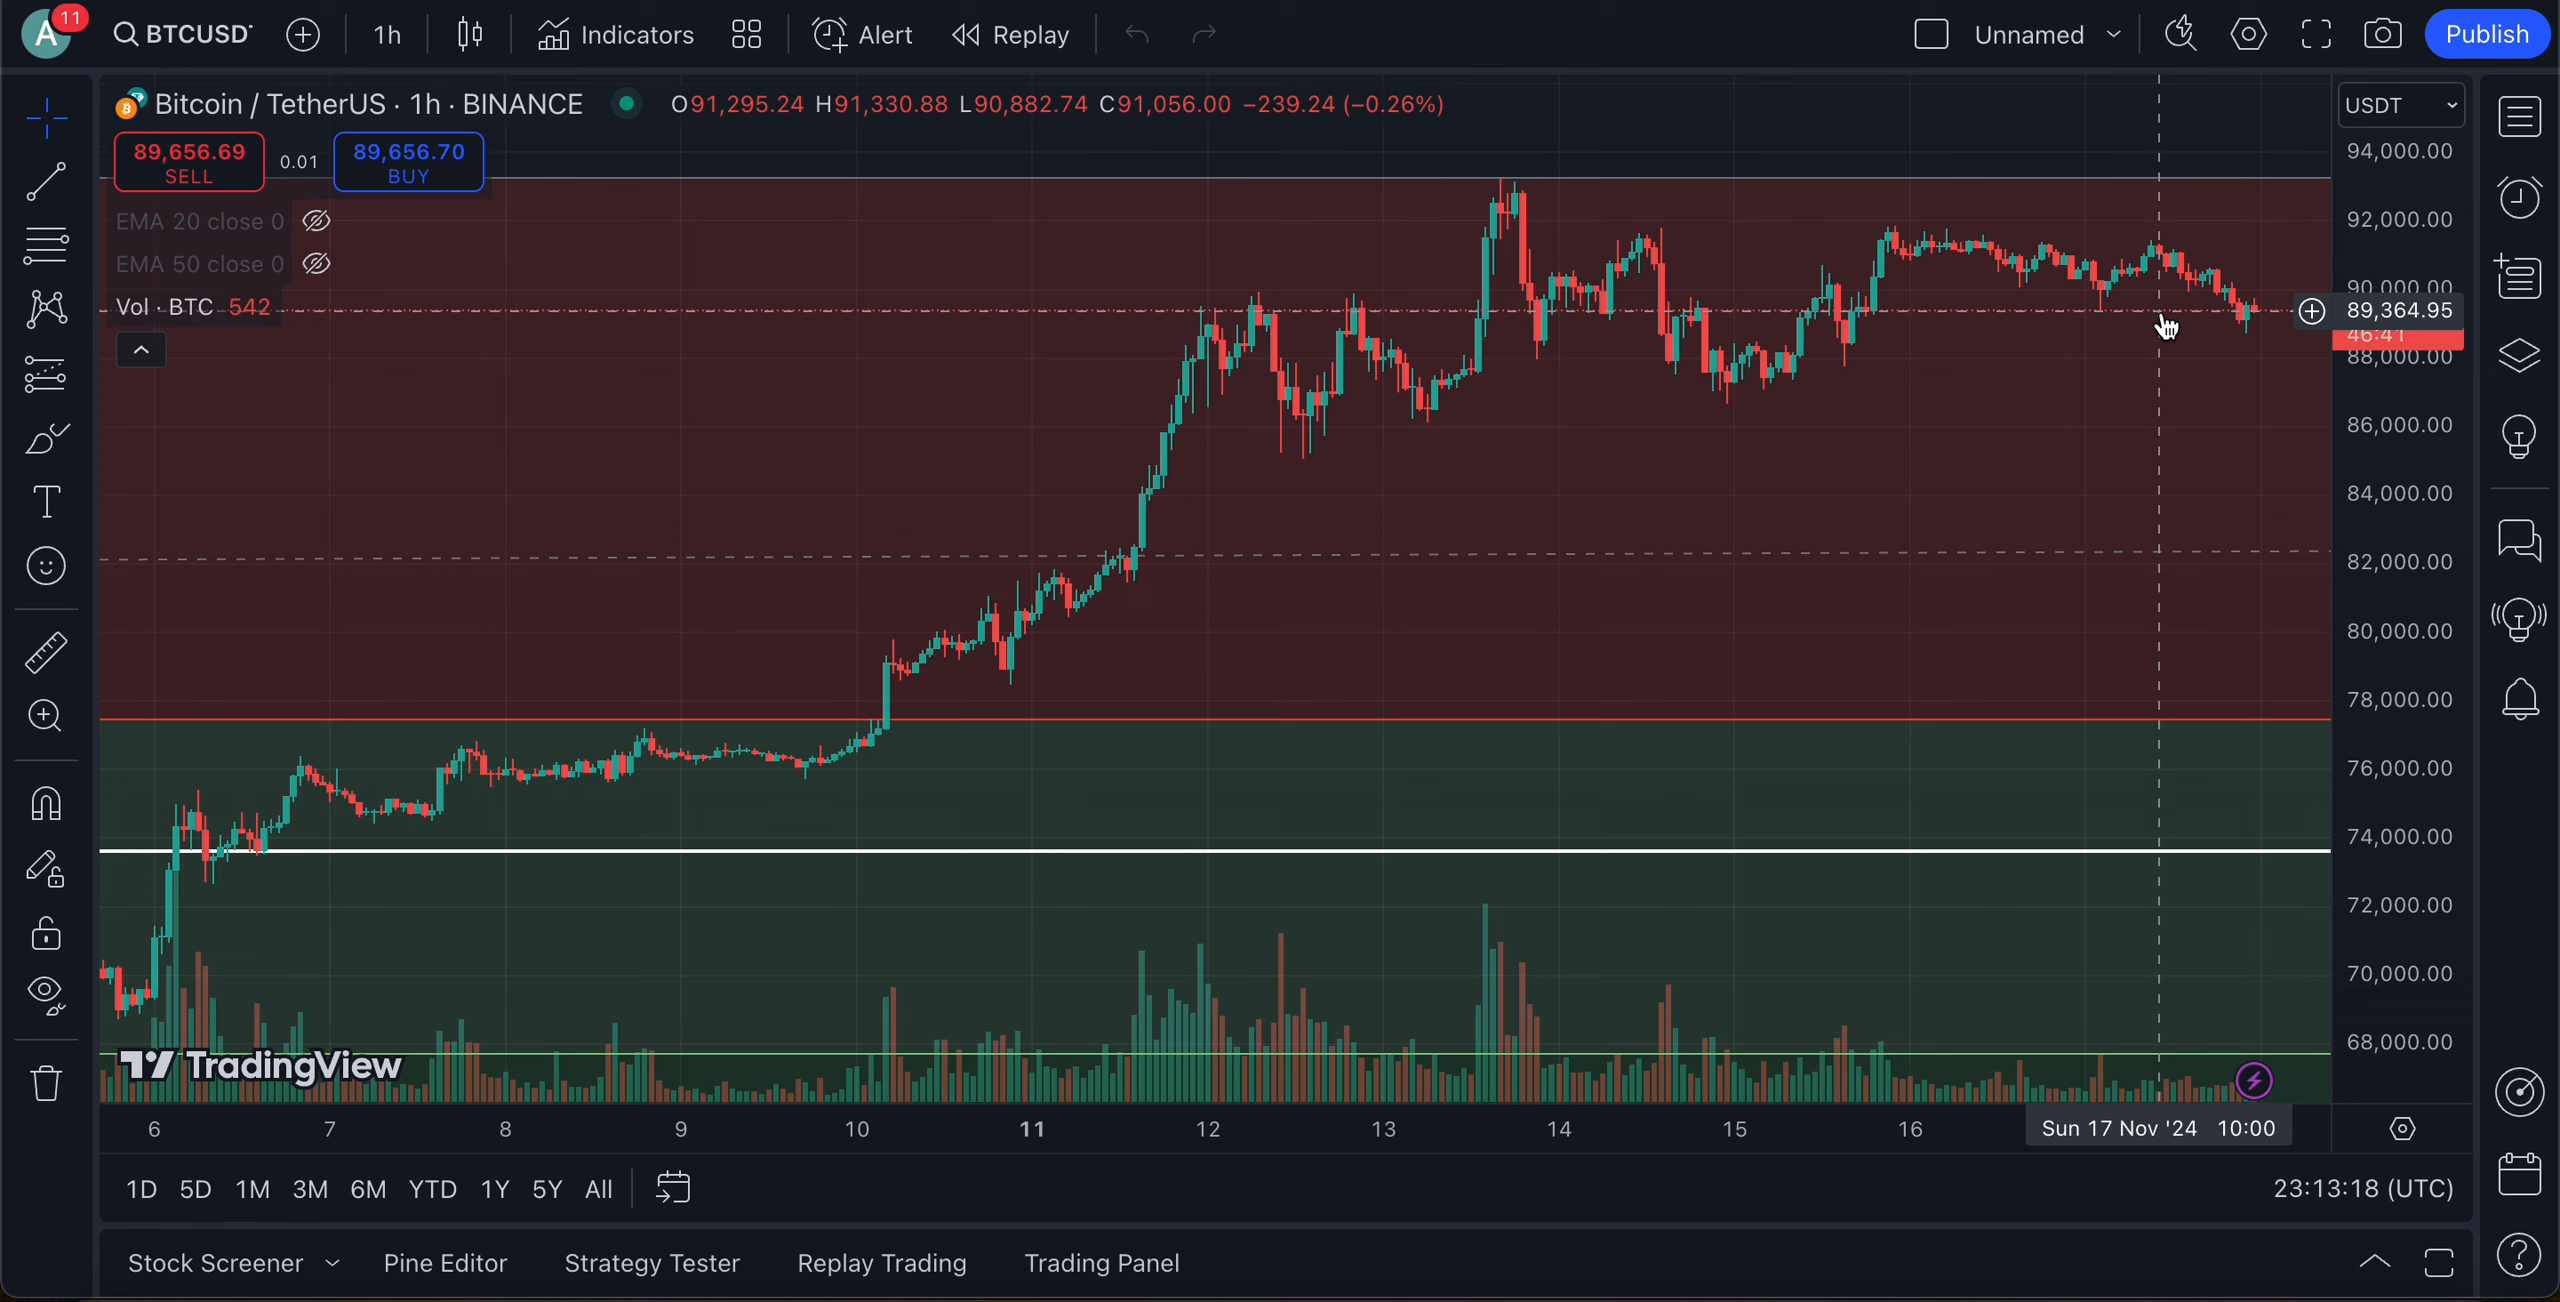 A 11 BTCUSD 1h Indicators Alert Replay Unnamed Publish
Bitcoin / TetherUS · 1h · BINANCE O91,295.24 H91,330.88 L90,882.74 C91,056.00 −239.24 (−0.26%)
USDT
89,656.69 0.01 89,656.70
SELL BUY
EMA 20 close 0
EMA 50 close 0
Vol · BTC 542
94,000.00
92,000.00
90,000.00
89,364.95
46:41
88,000.00
86,000.00
84,000.00
82,000.00
80,000.00
78,000.00
76,000.00
74,000.00
72,000.00
70,000.00
68,000.00
TradingView
6 7 8 9 10 11 12 13 14 15 16 Sun 17 Nov '24 10:00
1D 5D 1M 3M 6M YTD 1Y 5Y All 23:13:18 (UTC)
Stock Screener Pine Editor Strategy Tester Replay Trading Trading Panel